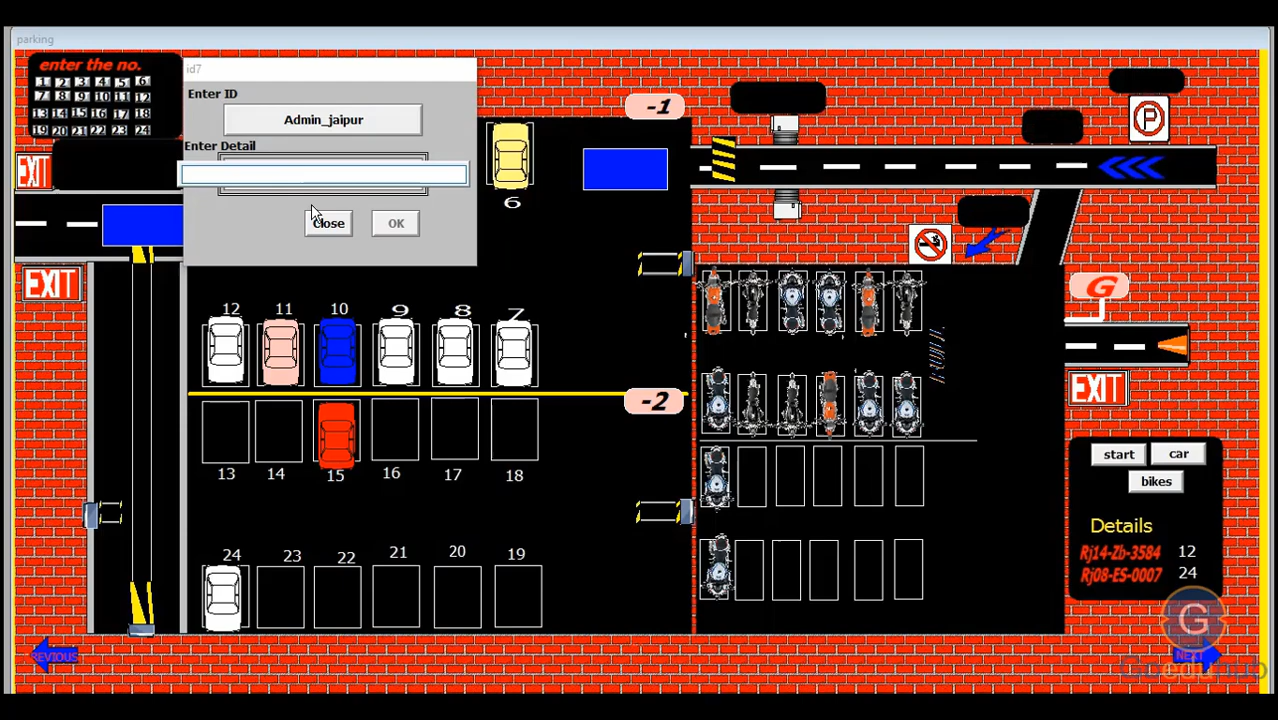 parking
enter the no.
1 2 3 4 5 6
7 8 9 10 11 12
13 14 15 16 17 18
19 20 21 22 23 24
id7
Enter ID
Admin_jaipur
Enter Detail
Close OK
EXIT
EXIT
6
-1
P
G
EXIT
12 11 10 9 8 7
-2
13 14 15 16 17 18
24 23 22 21 20 19
start car
bikes
Details
Rj14-Zb-3584 12
Rj08-ES-0007 24
G
REVIOUS
NEXT
Goeduhub